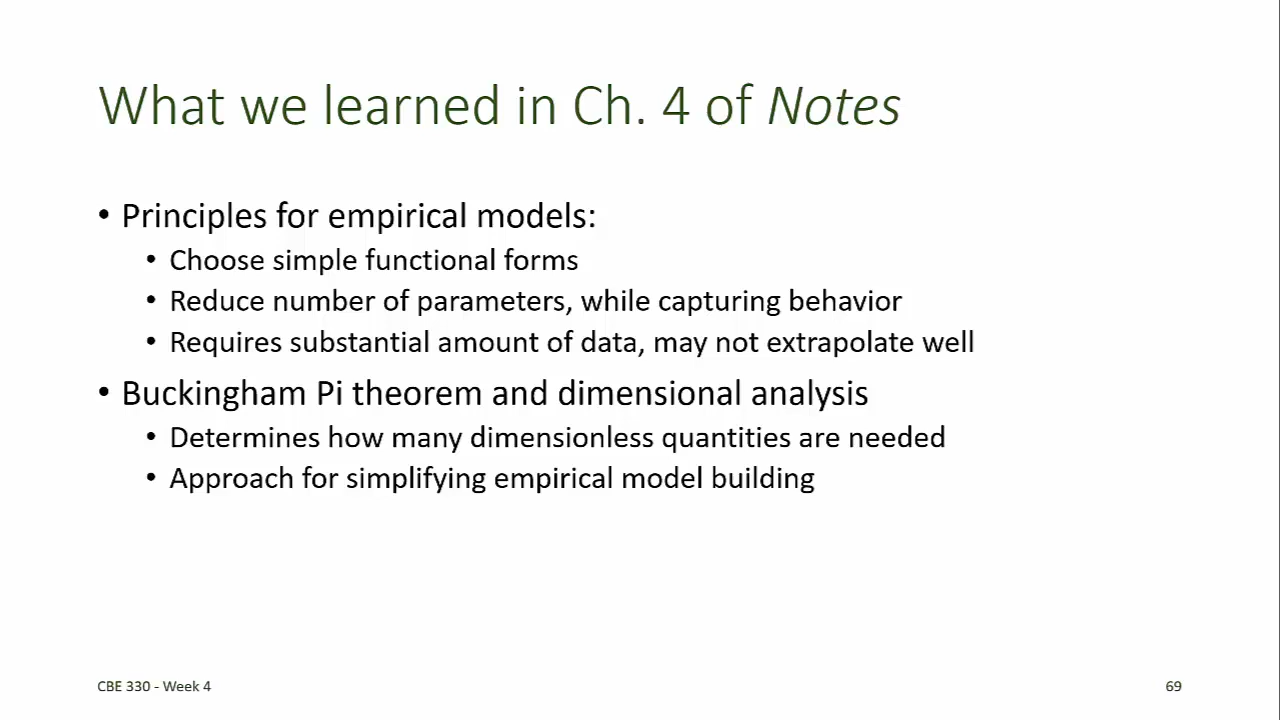 What we learned in Ch. 4 of Notes
• Principles for empirical models:
• Choose simple functional forms
• Reduce number of parameters, while capturing behavior
• Requires substantial amount of data, may not extrapolate well
• Buckingham Pi theorem and dimensional analysis
• Determines how many dimensionless quantities are needed
• Approach for simplifying empirical model building
CBE 330 - Week 4
69